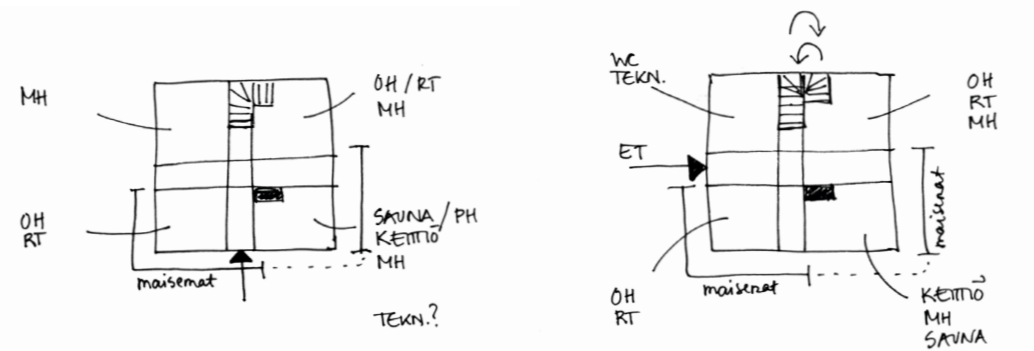 MH
OH / RT
MH
OH
RT
SAUNA / PH
KEITTIÖ
MH
maisemat
TEKN.?
WC
TEKN.
OH
RT
MH
ET
maisemat
OH
RT
maisemat
KEITTIÖ
MH
SAUNA